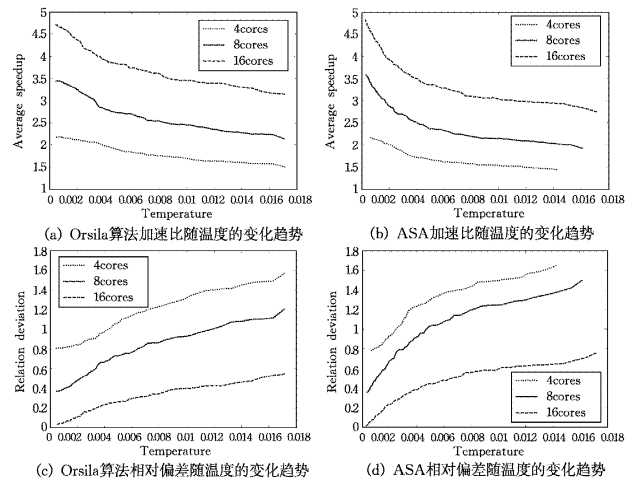 5
4.5
4
3.5
3
2.5
2
1.5
1
Average speedup
4cores
8cores
16cores
0 0.002 0.004 0.006 0.008 0.01 0.012 0.014 0.016 0.018
Temperature
(a) Orsila算法加速比随温度的变化趋势
5
4.5
4
3.5
3
2.5
2
1.5
1
Average speedup
4cores
8cores
16cores
0 0.002 0.004 0.006 0.008 0.01 0.012 0.014 0.016 0.018
Temperature
(b) ASA加速比随温度的变化趋势
1.8
1.6
1.4
1.2
1
0.8
0.6
0.4
0.2
0
Relation deviation
4cores
8cores
16cores
0 0.002 0.004 0.006 0.008 0.01 0.012 0.014 0.016 0.018
Temperature
(c) Orsila算法相对偏差随温度的变化趋势
1.8
1.6
1.4
1.2
1
0.8
0.6
0.4
0.2
0
Relation deviation
4cores
8cores
16cores
0 0.002 0.004 0.006 0.008 0.01 0.012 0.014 0.016 0.018
Temperature
(d) ASA相对偏差随温度的变化趋势